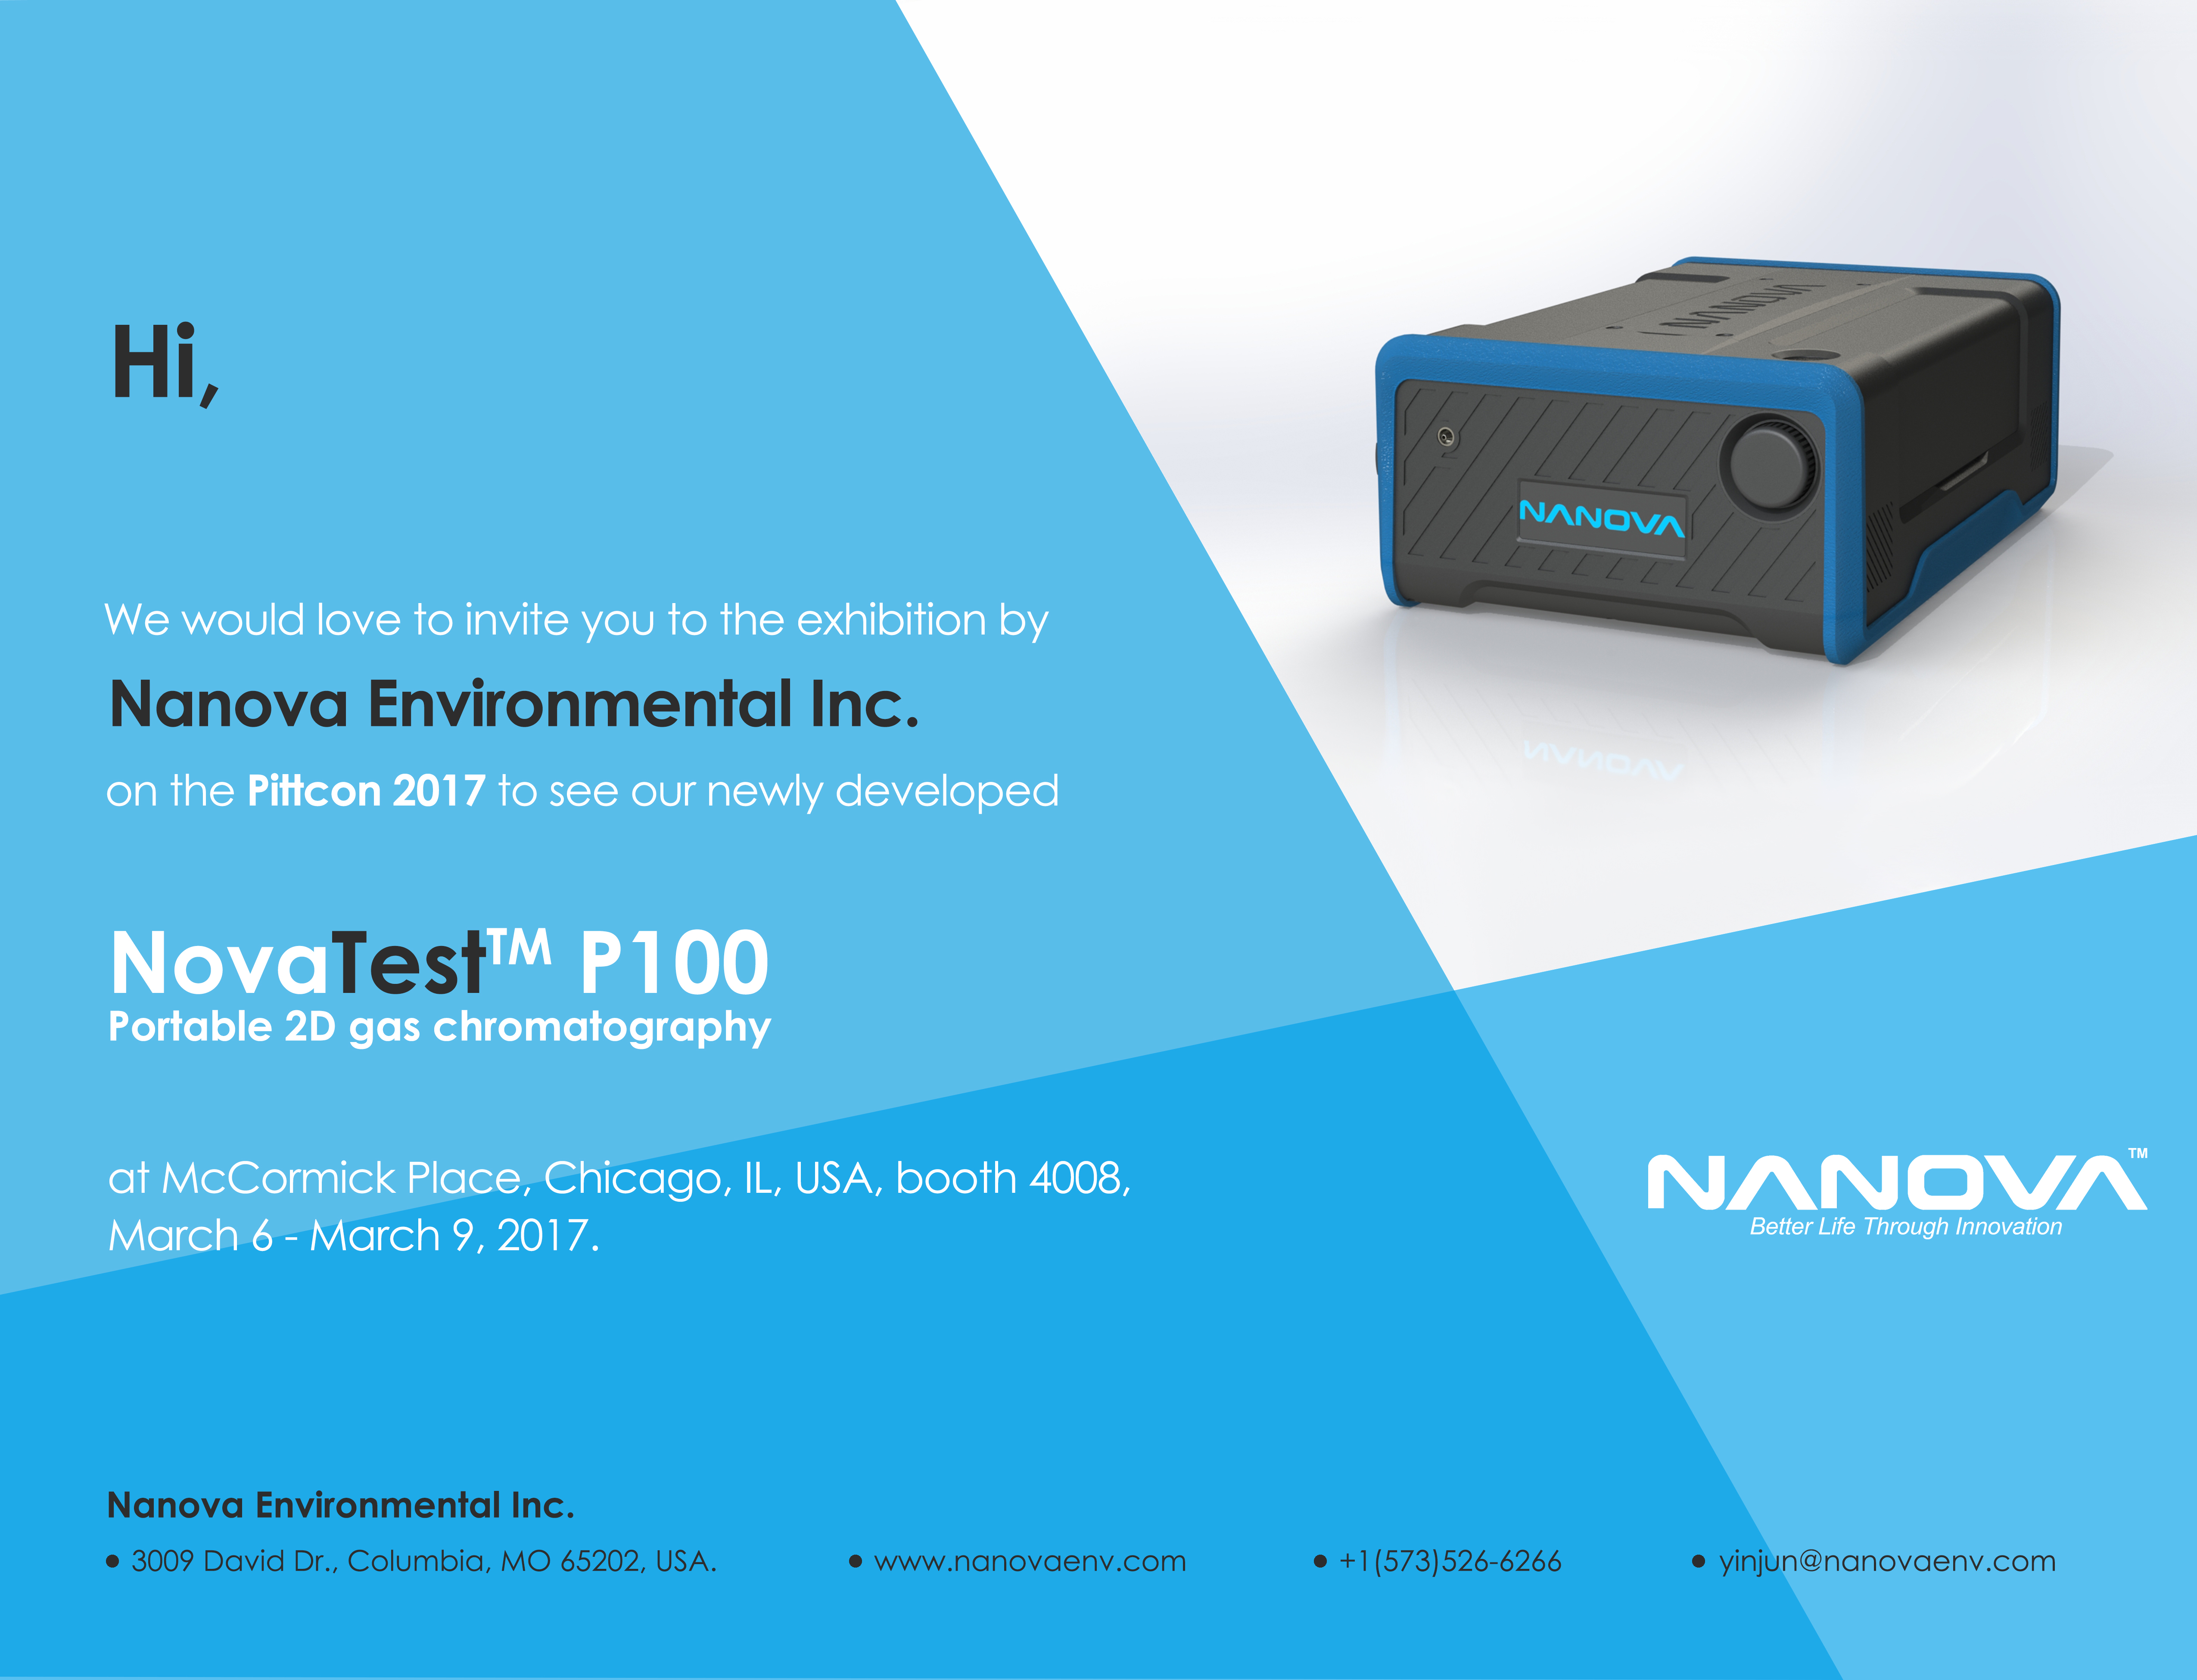 Hi,
We would love to invite you to the exhibition by
Nanova Environmental Inc.
on the Pittcon 2017 to see our newly developed
NovaTest™ P100
Portable 2D gas chromatography
at McCormick Place, Chicago, IL, USA, booth 4008,
March 6 - March 9, 2017.
NANOVA
NANOVA
NANOVA
NANOVA™
Better Life Through Innovation
Nanova Environmental Inc.
• 3009 David Dr., Columbia, MO 65202, USA.
• www.nanovaenv.com
• +1(573)526-6266
• yinjun@nanovaenv.com